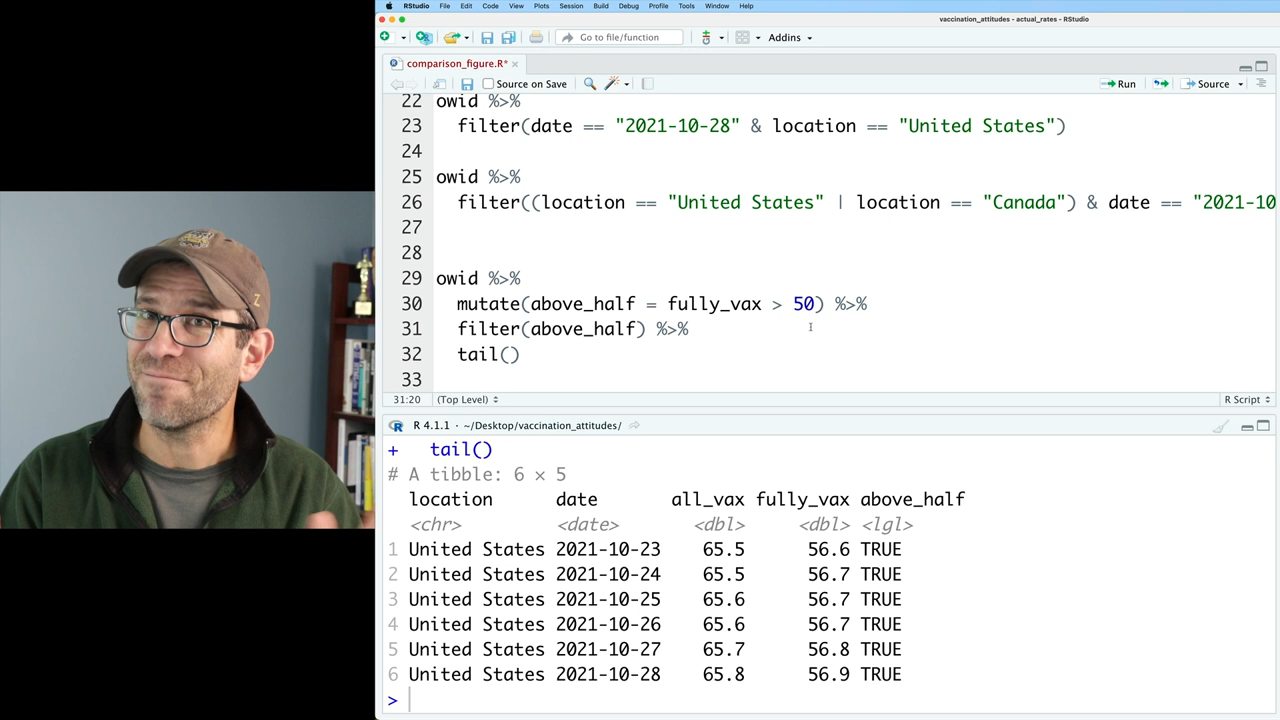 RStudio File Edit Code View Plots Session Build Debug Profile Tools Window Help
vaccination_attitudes - actual_rates - RStudio
Go to file/function Addins
comparison_figure.R* ×
Source on Save Run Source
22 owid %>%
23 filter(date == "2021-10-28" & location == "United States")
24
25 owid %>%
26 filter((location == "United States" | location == "Canada") & date == "2021-10
27
28
29 owid %>%
30 mutate(above_half = fully_vax > 50) %>%
31 filter(above_half) %>%
32 tail()
33
31:20 (Top Level) R Script
R 4.1.1 · ~/Desktop/vaccination_attitudes/
+ tail()
# A tibble: 6 × 5
location date all_vax fully_vax above_half
<chr> <date> <dbl> <dbl> <lgl>
1 United States 2021-10-23 65.5 56.6 TRUE
2 United States 2021-10-24 65.5 56.7 TRUE
3 United States 2021-10-25 65.6 56.7 TRUE
4 United States 2021-10-26 65.6 56.7 TRUE
5 United States 2021-10-27 65.7 56.8 TRUE
6 United States 2021-10-28 65.8 56.9 TRUE
>